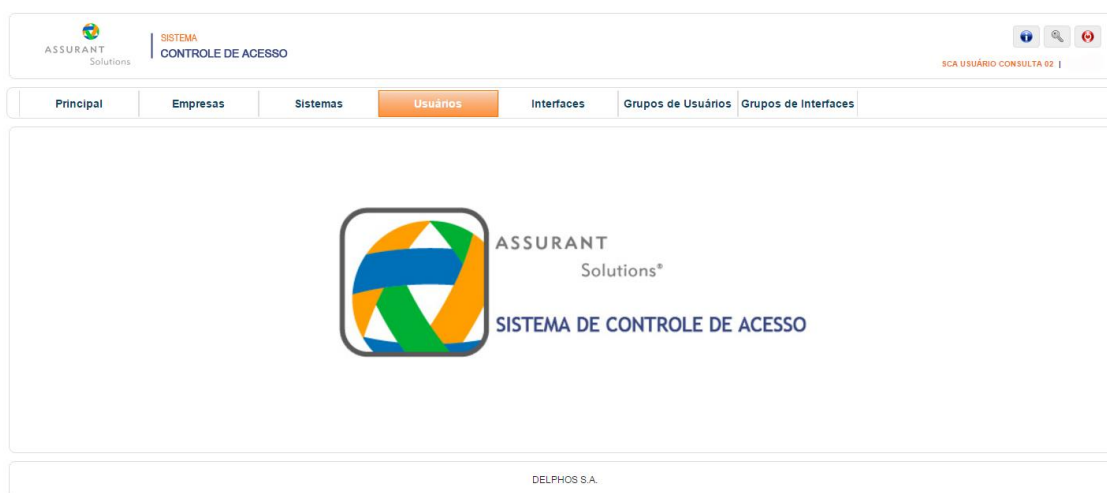 ASSURANT
Solutions
SISTEMA
CONTROLE DE ACESSO
SCA USUÁRIO CONSULTA 02 |
Principal Empresas Sistemas Usuários Interfaces Grupos de Usuários Grupos de Interfaces
ASSURANT
Solutions®
SISTEMA DE CONTROLE DE ACESSO
DELPHOS S.A.